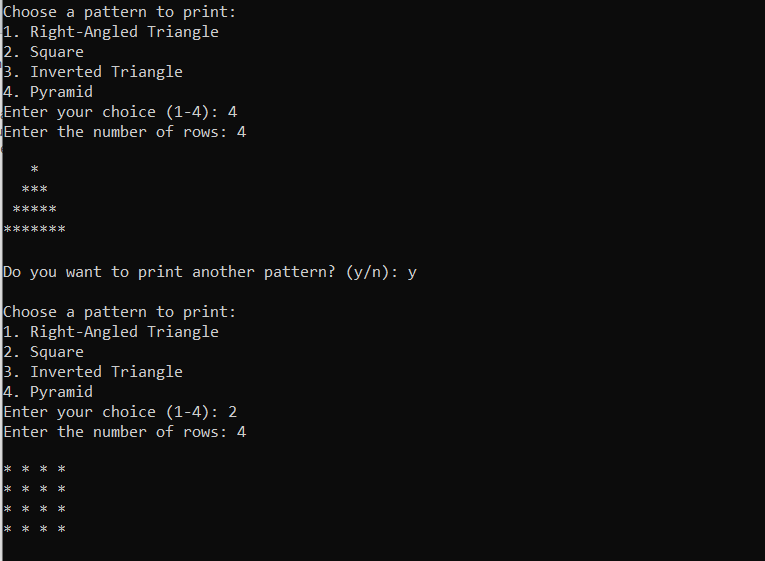 Choose a pattern to print:
1. Right-Angled Triangle
2. Square
3. Inverted Triangle
4. Pyramid
Enter your choice (1-4): 4
Enter the number of rows: 4

   *
  ***
 *****
*******

Do you want to print another pattern? (y/n): y

Choose a pattern to print:
1. Right-Angled Triangle
2. Square
3. Inverted Triangle
4. Pyramid
Enter your choice (1-4): 2
Enter the number of rows: 4

* * * *
* * * *
* * * *
* * * *